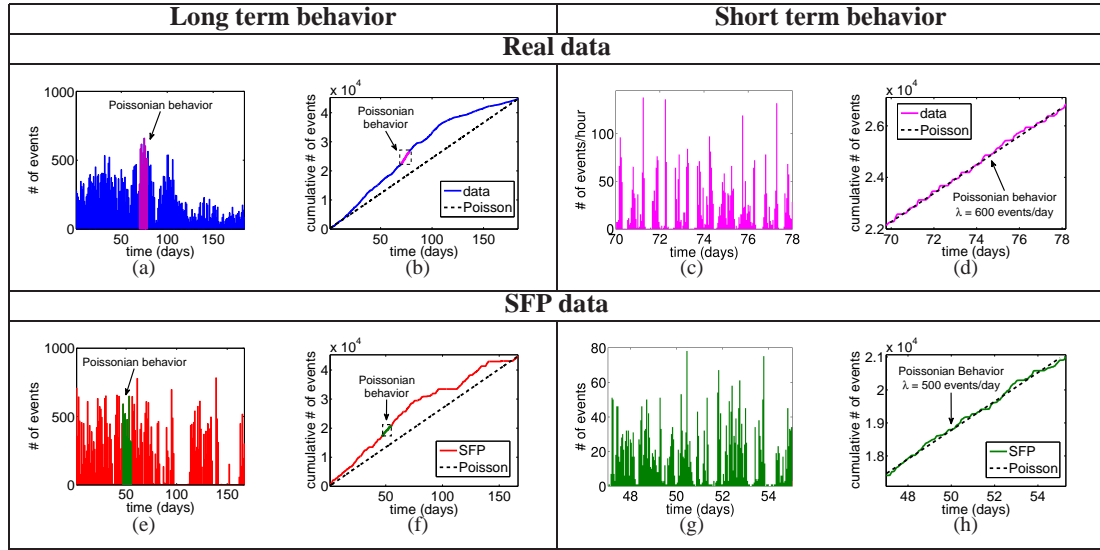 Long term behavior
Short term behavior
Real data
1000
500
0
# of events
Poissonian behavior
50 100 150
time (days)
(a)
x 10^4
4
2
0
cumulative # of events
Poissonian
behavior
data
Poisson
50 100 150
time (days)
(b)
100
50
0
# of events/hour
70 72 74 76 78
time (days)
(c)
x 10^4
2.6
2.4
2.2
cumulative # of events
data
Poisson
Poissonian behavior
λ = 600 events/day
70 72 74 76 78
time (days)
(d)
SFP data
1000
500
0
# of events
Poissonian behavior
50 100 150
time (days)
(e)
x 10^4
4
2
0
cumulative # of events
Poissonian
behavior
SFP
Poisson
50 100 150
time (days)
(f)
80
60
40
20
0
# of events
48 50 52 54
time (days)
(g)
x 10^4
2.1
2
1.9
1.8
cumulative # of events
Poissonian Behavior
λ = 500 events/day
SFP
Poisson
48 50 52 54
time (days)
(h)